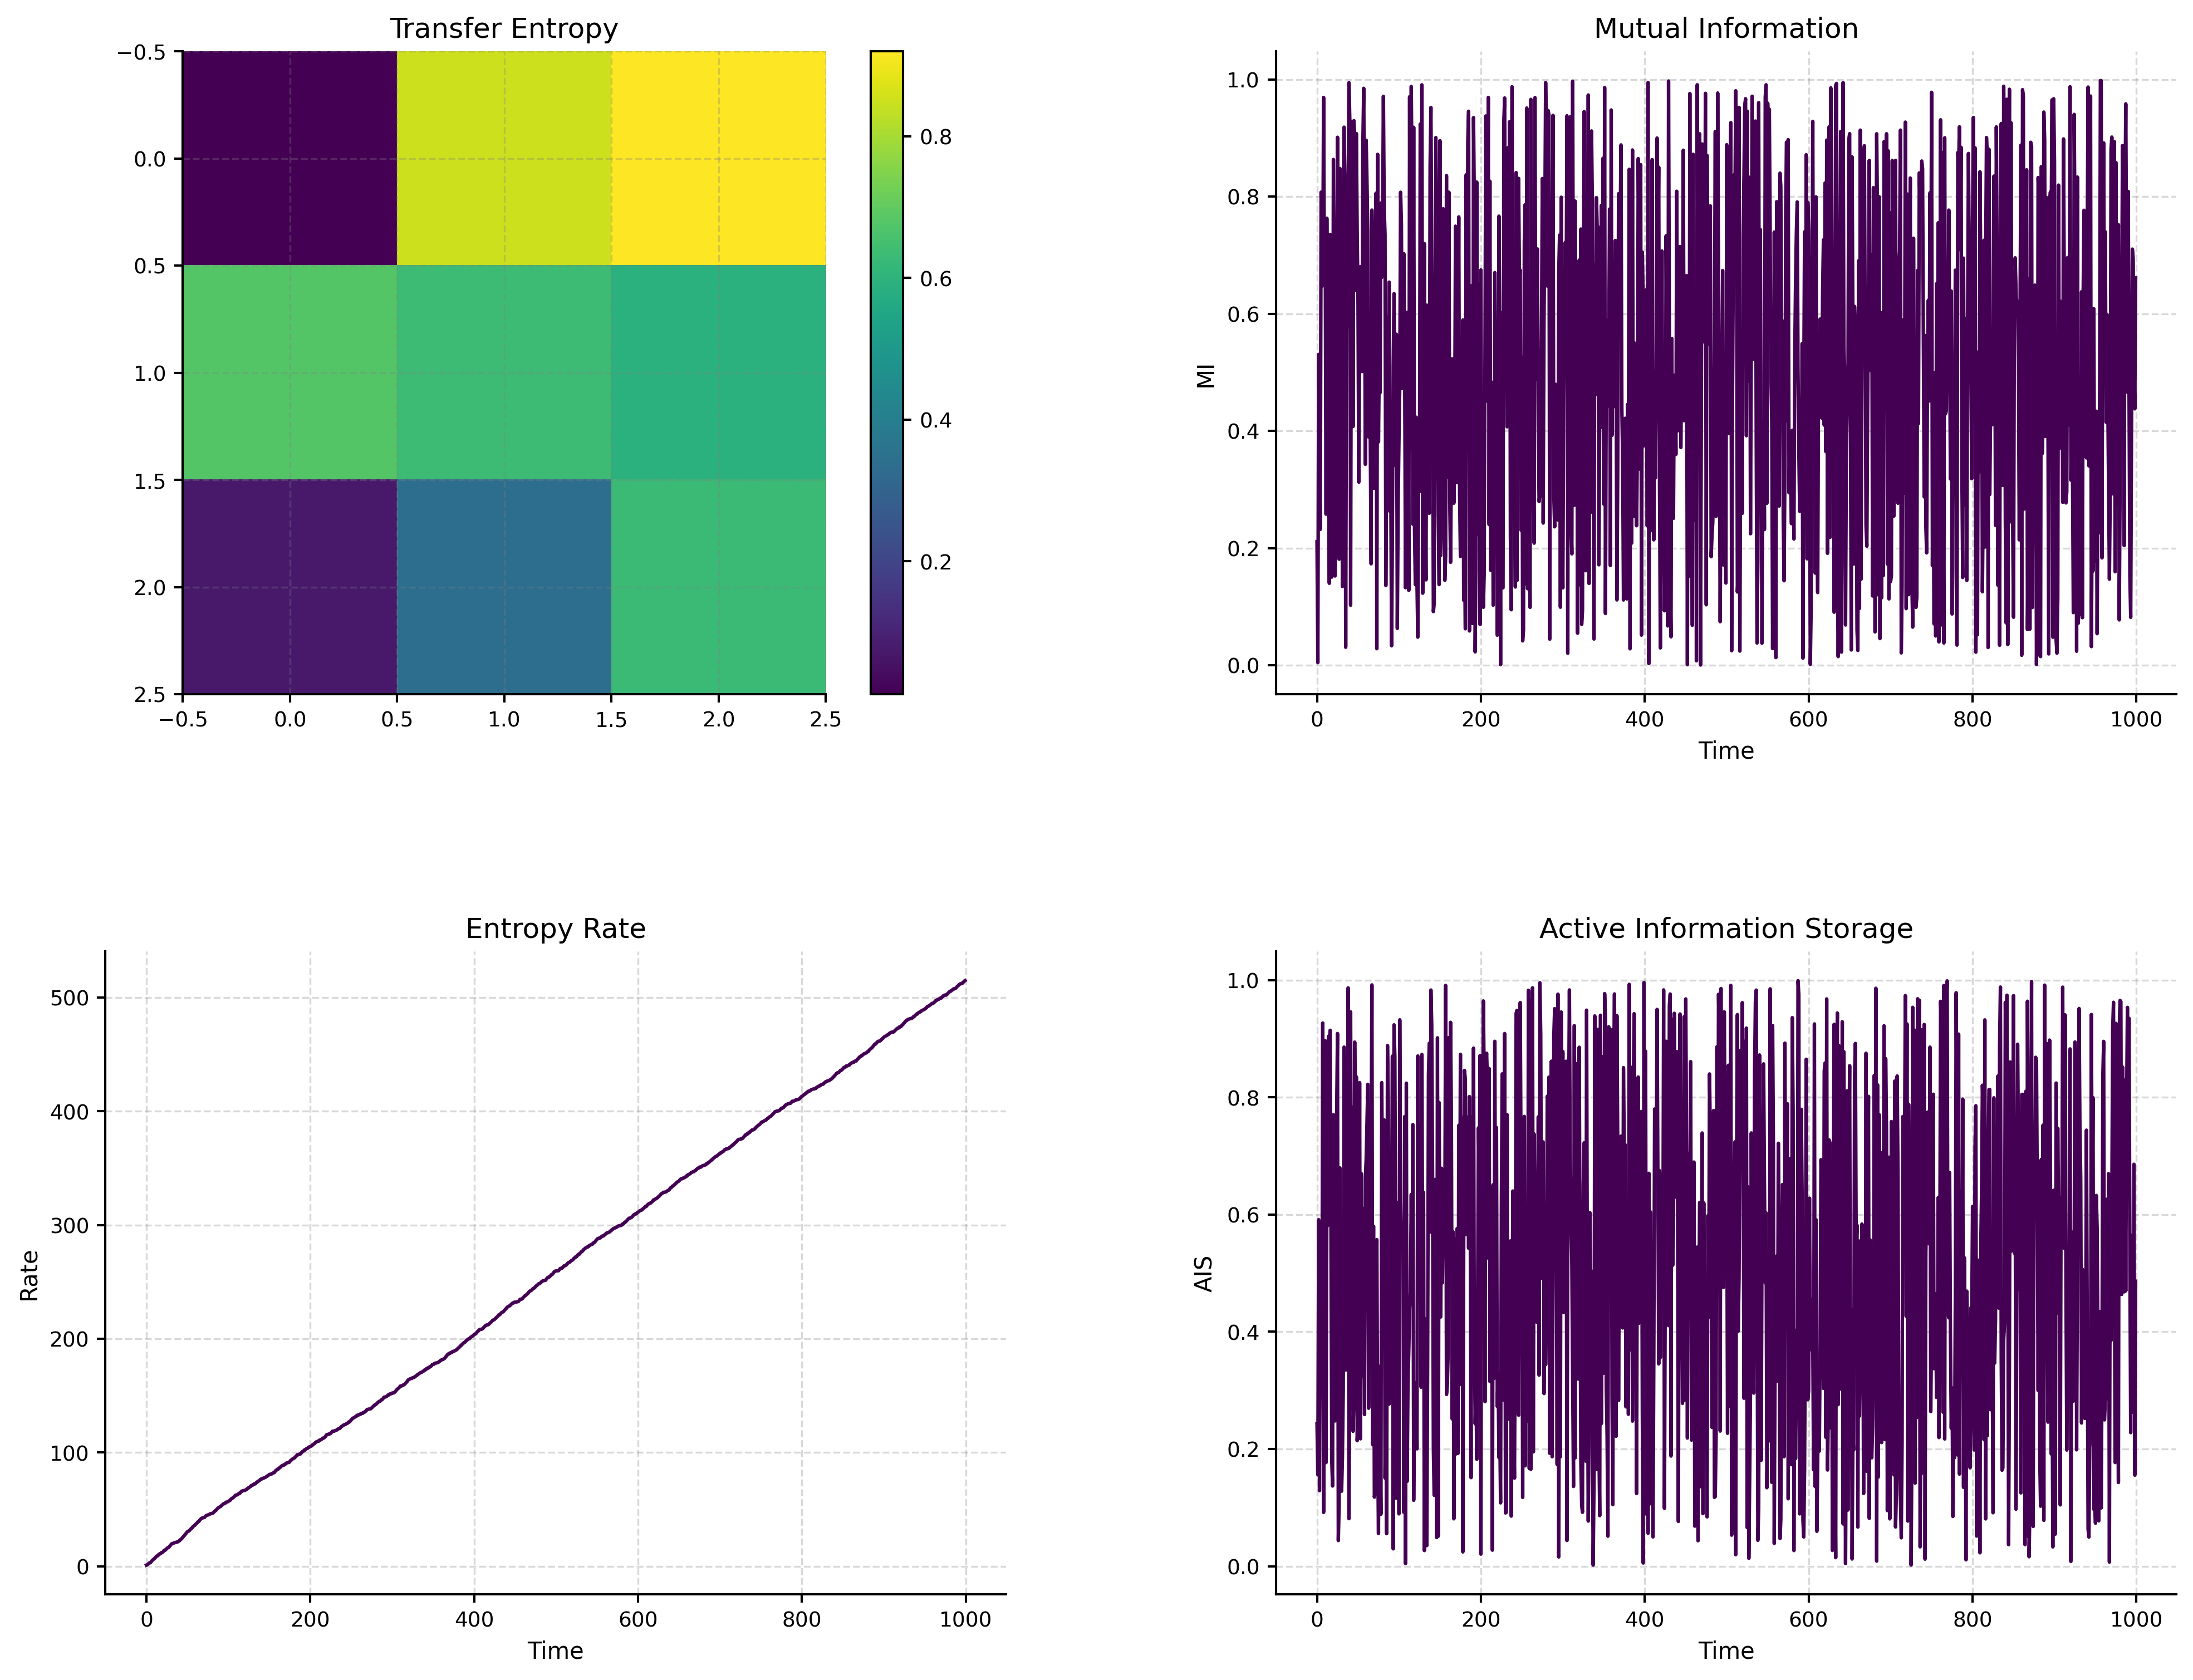 Transfer Entropy
−0.5
0.0
0.5
1.0
1.5
2.0
2.5
−0.5 0.0 0.5 1.0 1.5 2.0 2.5
0.8
0.6
0.4
0.2
Mutual Information
MI
1.0
0.8
0.6
0.4
0.2
0.0
0 200 400 600 800 1000
Time
Entropy Rate
Rate
500
400
300
200
100
0
0 200 400 600 800 1000
Time
Active Information Storage
AIS
1.0
0.8
0.6
0.4
0.2
0.0
0 200 400 600 800 1000
Time